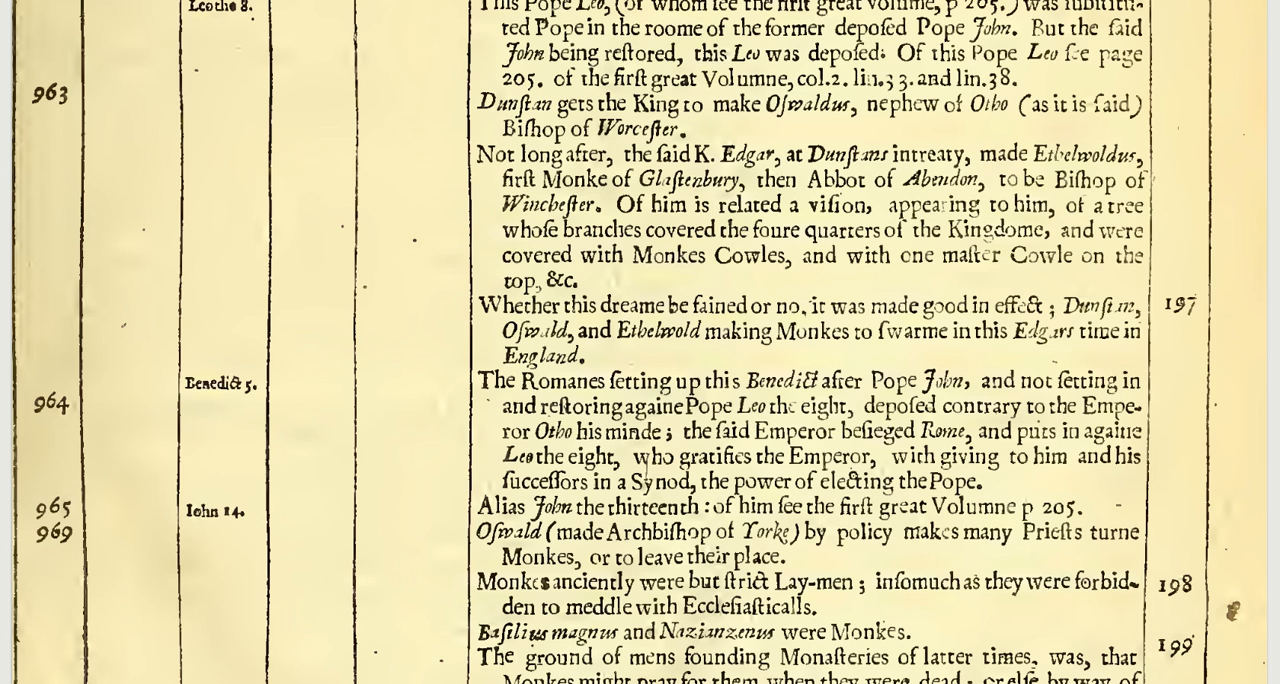 Leo the 8.
This Pope Leo, (of whom see the first great volume, p 205.) was substitu-
ted Pope in the roome of the former deposed Pope John. But the said
John being restored, this Leo was deposed: Of this Pope Leo see page
205. of the first great Volumne, col.2. lin.33. and lin.38.
963
Dunstan gets the King to make Oswaldus, nephew of Otho (as it is said)
Bishop of Worcester.
Not long after, the said K. Edgar, at Dunstans intreaty, made Ethelwoldus,
first Monke of Glastenbury, then Abbot of Abendon, to be Bishop of
Winchester. Of him is related a vision, appearing to him, of a tree
whose branches covered the foure quarters of the Kingdome, and were
covered with Monkes Cowles, and with one master Cowle on the
top, &c.
Whether this dreame be fained or no, it was made good in effect; Dunstan, 197
Oswald, and Ethelwold making Monkes to swarme in this Edgars time in
England.
Benedict 5.
The Romanes setting up this Benedict after Pope John, and not setting in
964
and restoring againe Pope Leo the eight, deposed contrary to the Empe-
ror Otho his minde; the said Emperor besieged Rome, and puts in againe
Leo the eight, who gratifies the Emperor, with giving to him and his
successors in a Synod, the power of electing the Pope.
965 Iohn 14. Alias John the thirteenth: of him see the first great Volumne p 205.
969 Oswald (made Archbishop of Yorke) by policy makes many Priests turne
Monkes, or to leave their place.
Monkes anciently were but strict Lay-men; insomuch as they were forbid- 198
den to meddle with Ecclesiasticalls.
Basilius magnus and Nazianzenus were Monkes.
The ground of mens founding Monasteries of latter times, was, that 199
Monkes might pray for them when they were dead; or else by way of